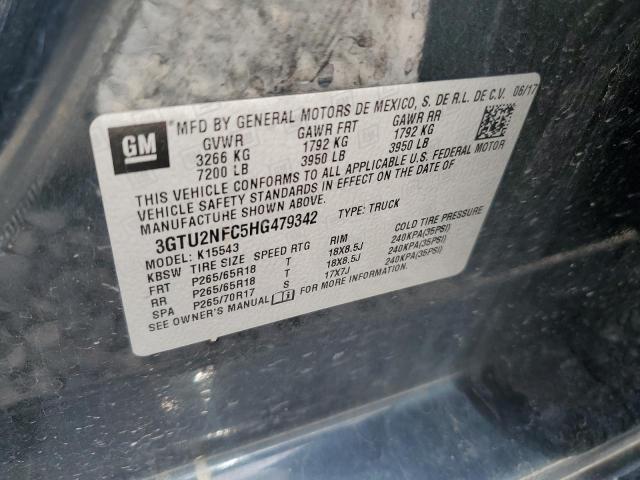 GM
MFD BY GENERAL MOTORS DE MEXICO, S. DE R.L. DE C.V. 06/17
GVWR GAWR FRT GAWR RR
3266 KG 1792 KG 1792 KG
7200 LB 3950 LB 3950 LB
THIS VEHICLE CONFORMS TO ALL APPLICABLE U.S. FEDERAL MOTOR
VEHICLE SAFETY STANDARDS IN EFFECT ON THE DATE OF
MANUFACTURE SHOWN ABOVE.
3GTU2NFC5HG479342 TYPE: TRUCK
MODEL: K15543
KBSW TIRE SIZE SPEED RTG RIM COLD TIRE PRESSURE
FRT P265/65R18 T 18X8.5J 240KPA(35PSI)
RR P265/65R18 T 18X8.5J 240KPA(35PSI)
SPA P265/70R17 S 17X7J 240KPA(35PSI)
SEE OWNER'S MANUAL FOR MORE INFORMATION.